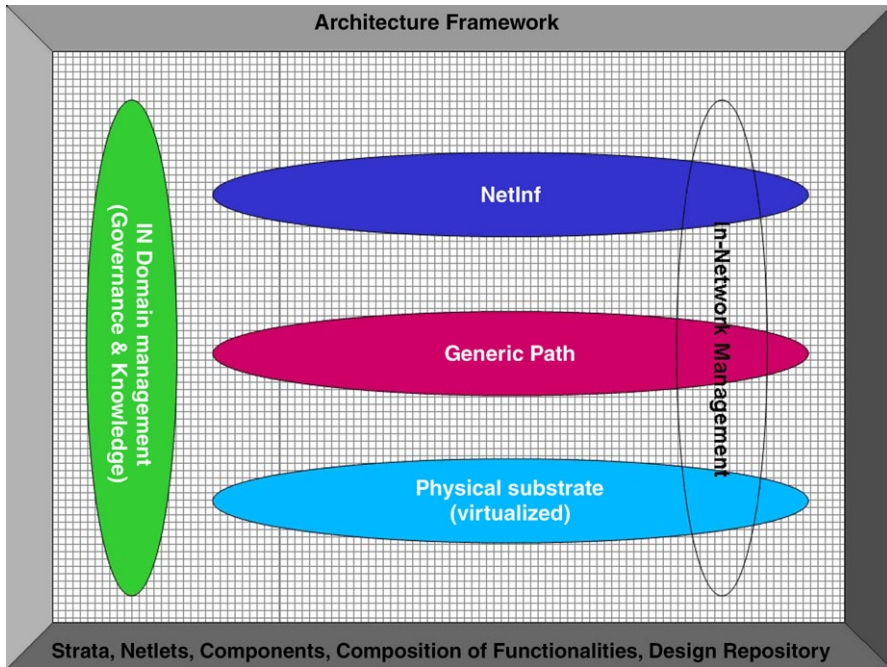 Architecture Framework
IN Domain management
(Governance & Knowledge)
NetInf
In-Network Management
Generic Path
Physical substrate
(virtualized)
Strata, Netlets, Components, Composition of Functionalities, Design Repository